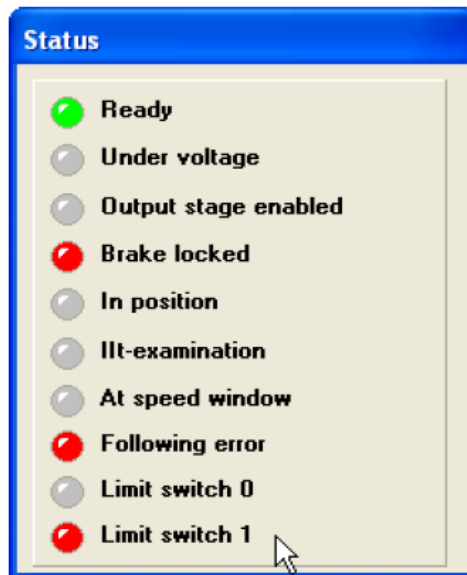 Status
Ready
Under voltage
Output stage enabled
Brake locked
In position
IIt-examination
At speed window
Following error
Limit switch 0
Limit switch 1